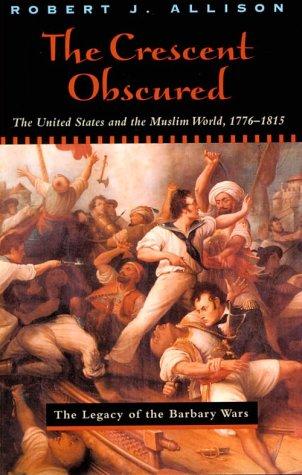 ROBERT J. ALLISON
The Crescent
Obscured
The United States and the Muslim World, 1776–1815
The Legacy of the Barbary Wars